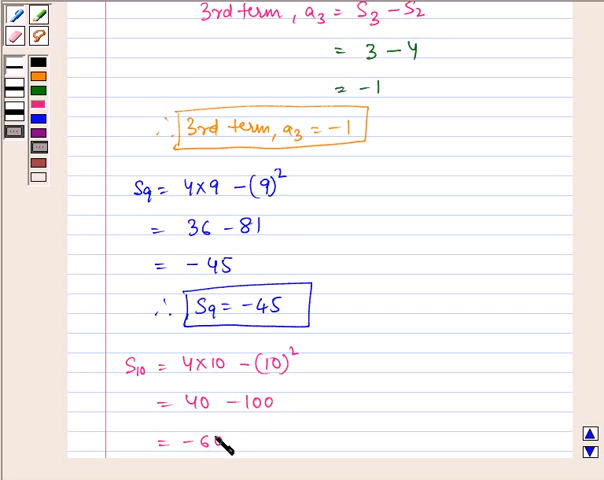 3rd term, a₃ = S₃ - S₂
= 3 - 4
= -1
∴ 3rd term, a₃ = -1
S₉ = 4×9 - (9)²
= 36 - 81
= -45
∴ S₉ = -45
S₁₀ = 4×10 - (10)²
= 40 - 100
= -60